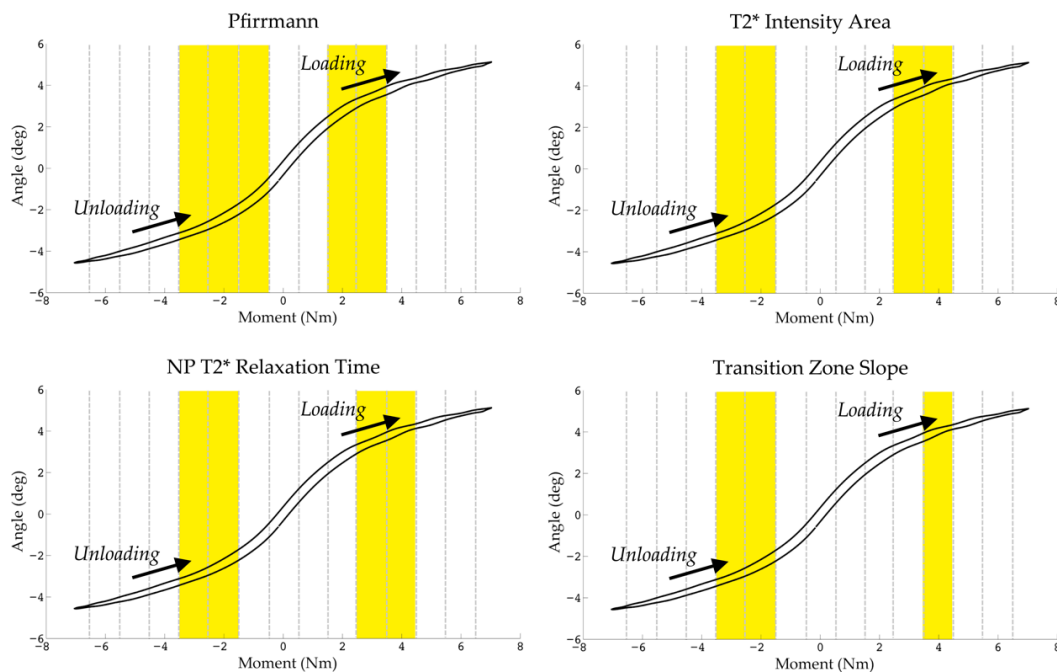 Pfirrmann
6
4
2
0
−2
−4
−6
−8 −6 −4 −2 0 2 4 6 8
Angle (deg)
Moment (Nm)
Loading
Unloading
T2* Intensity Area
6
4
2
0
−2
−4
−6
−8 −6 −4 −2 0 2 4 6 8
Angle (deg)
Moment (Nm)
Loading
Unloading
NP T2* Relaxation Time
6
4
2
0
−2
−4
−6
−8 −6 −4 −2 0 2 4 6 8
Angle (deg)
Moment (Nm)
Loading
Unloading
Transition Zone Slope
6
4
2
0
−2
−4
−6
−8 −6 −4 −2 0 2 4 6 8
Angle (deg)
Moment (Nm)
Loading
Unloading